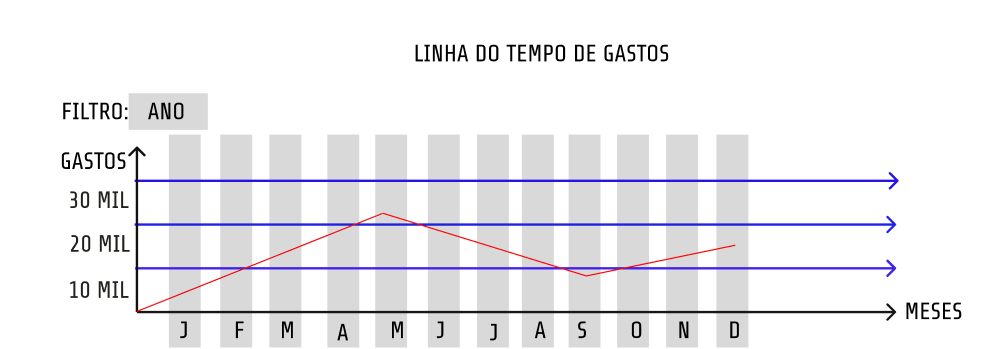 LINHA DO TEMPO DE GASTOS
FILTRO: ANO
GASTOS
30 MIL
20 MIL
10 MIL
MESES
J F M A M J J A S O N D